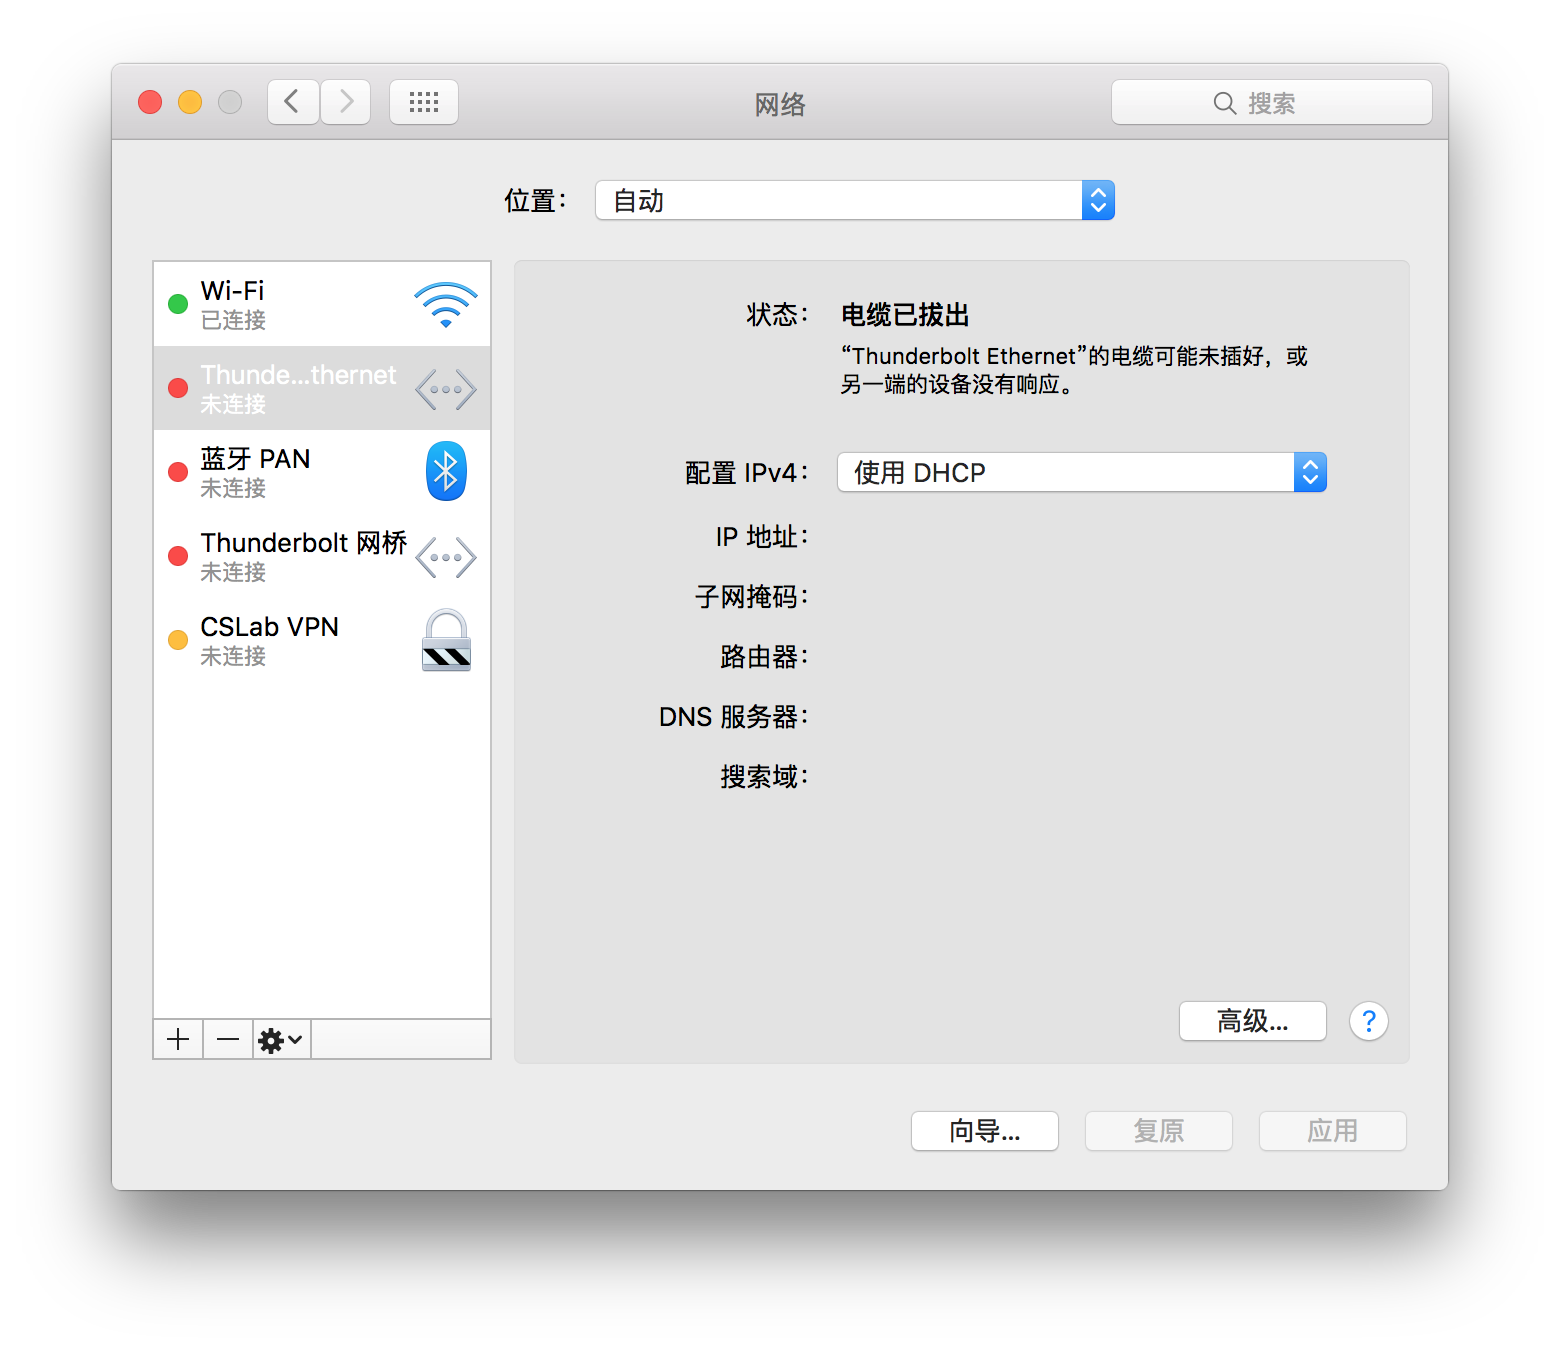 网络
搜索
位置：
自动
Wi-Fi
已连接
Thunde...thernet
未连接
蓝牙 PAN
未连接
Thunderbolt 网桥
未连接
CSLab VPN
未连接
状态：
电缆已拔出
“Thunderbolt Ethernet”的电缆可能未插好，或
另一端的设备没有响应。
配置 IPv4：
使用 DHCP
IP 地址：
子网掩码：
路由器：
DNS 服务器：
搜索域：
高级...
?
向导...
复原
应用